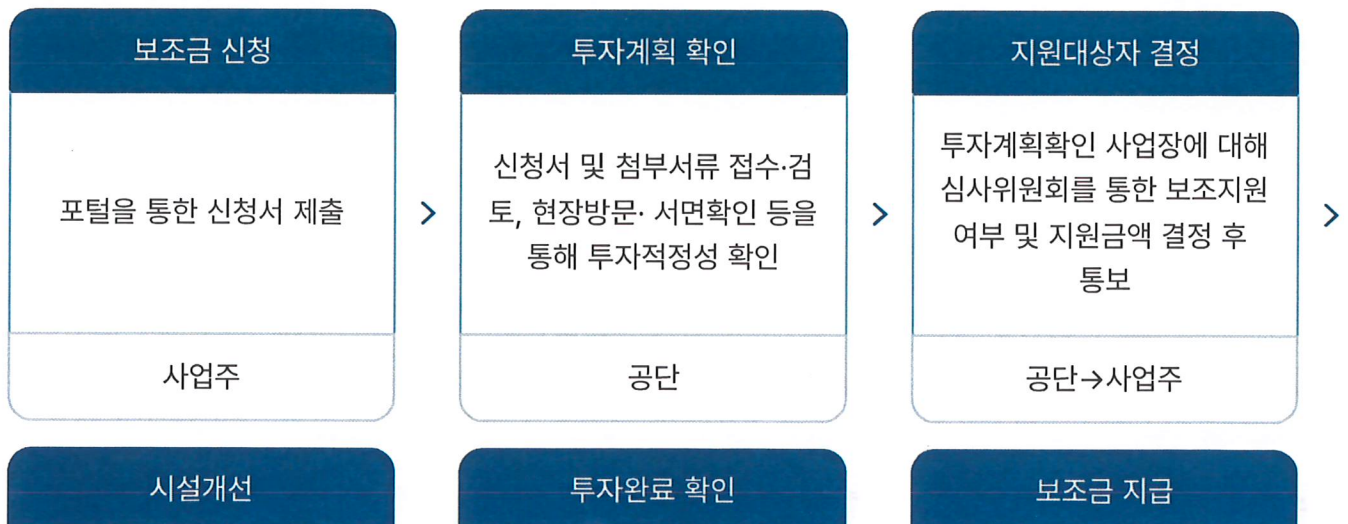 보조금 신청
투자계획 확인
지원대상자 결정
포털을 통한 신청서 제출
>
신청서 및 첨부서류 접수·검
토, 현장방문· 서면확인 등을
통해 투자적정성 확인
>
투자계획확인 사업장에 대해
심사위원회를 통한 보조지원
여부 및 지원금액 결정 후
통보
>
사업주
공단
공단→사업주
시설개선
투자완료 확인
보조금 지급